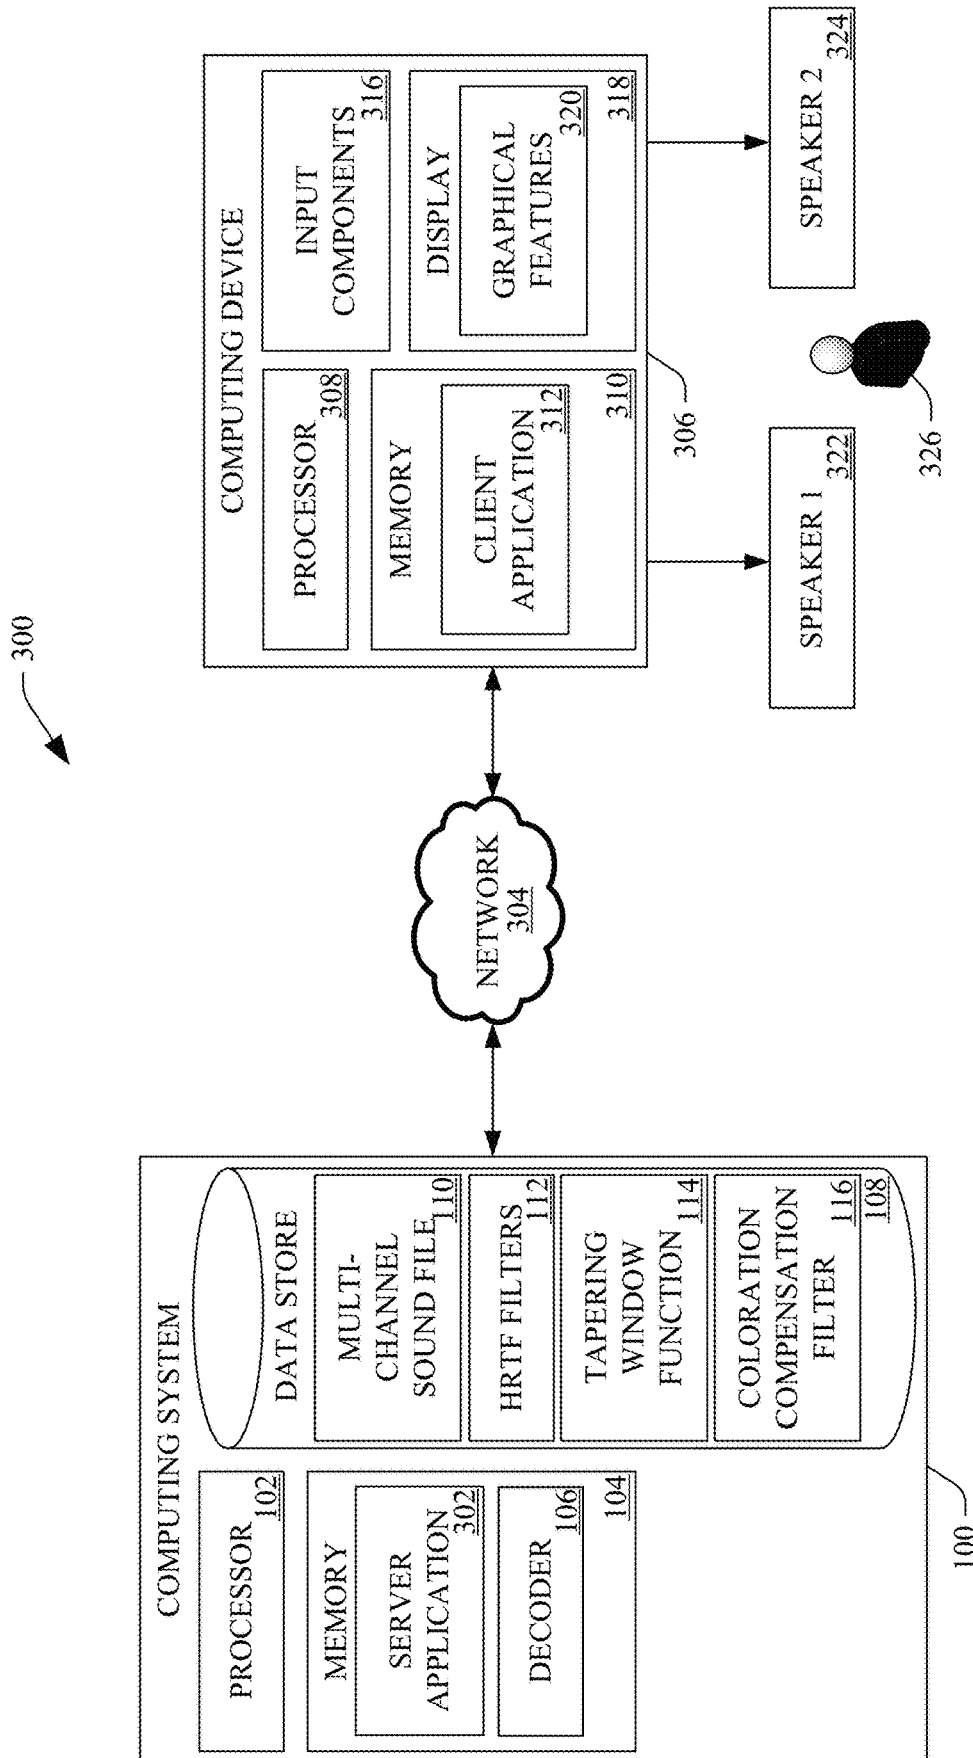 300
COMPUTING SYSTEM
PROCESSOR
102
MEMORY
SERVER
APPLICATION
302
DECODER
106
104
DATA STORE
MULTI-
CHANNEL
SOUND FILE
110
HRTF FILTERS
112
TAPERING
WINDOW
FUNCTION
114
COLORATION
COMPENSATION
FILTER
116
108
100
NETWORK
304
COMPUTING DEVICE
PROCESSOR
308
MEMORY
CLIENT
APPLICATION
312
310
INPUT
COMPONENTS
316
DISPLAY
GRAPHICAL
FEATURES
320
318
306
SPEAKER 1
322
326
SPEAKER 2
324